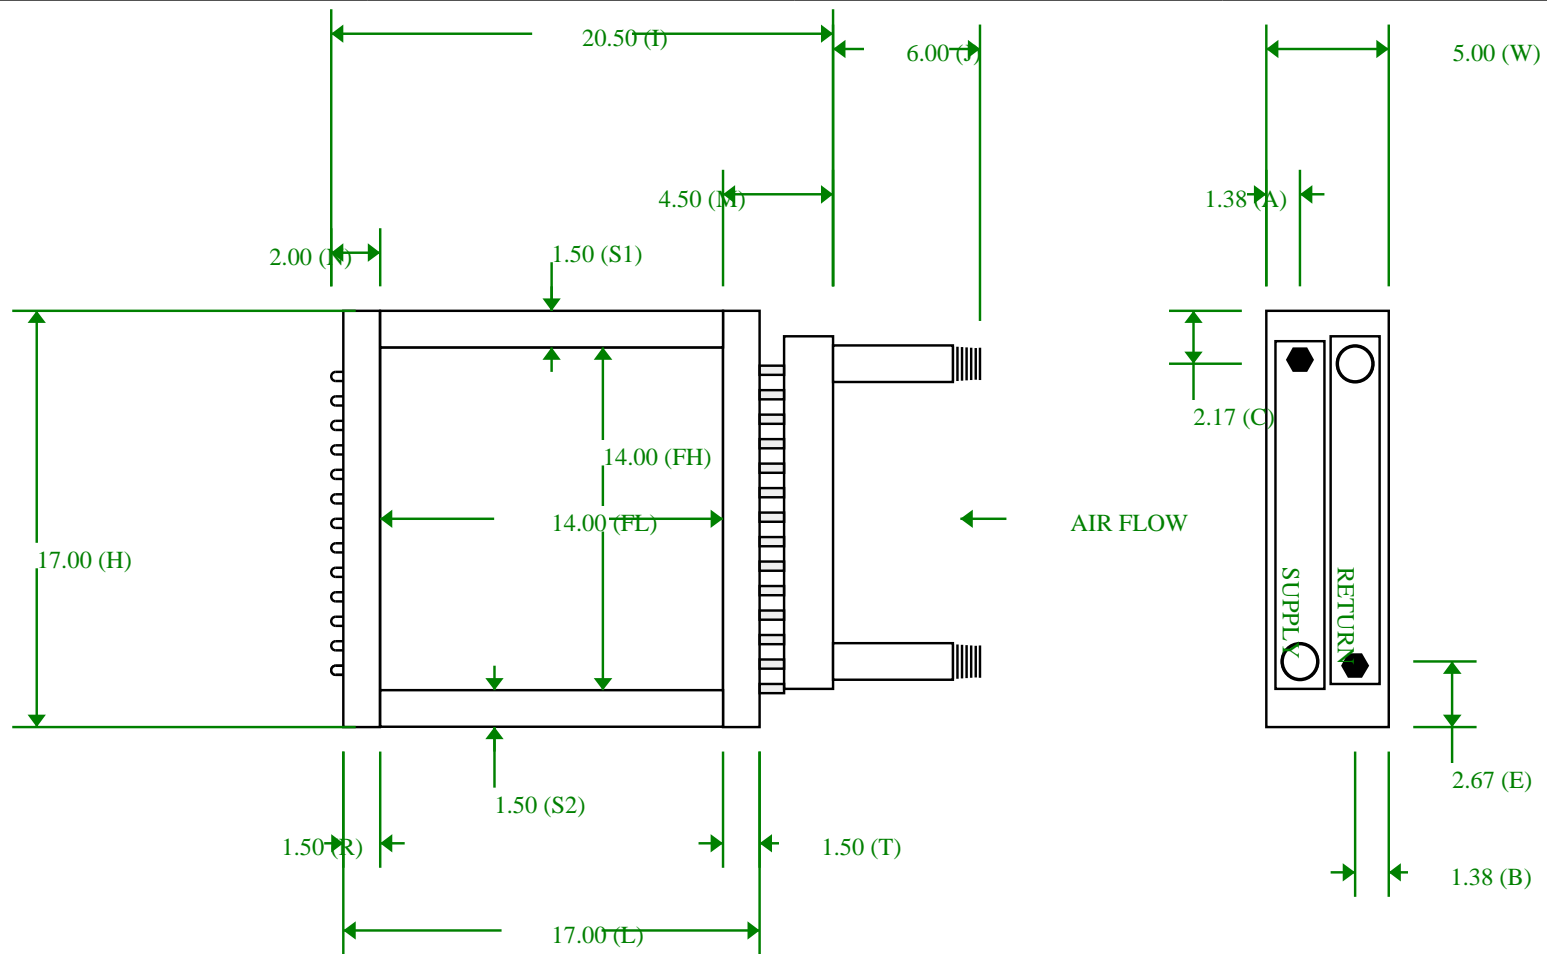 20.50 (I)
6.00 (J)
5.00 (W)
4.50 (M)
1.38 (A)
2.00 (N)
1.50 (S1)
2.17 (C)
14.00 (FH)
14.00 (FL)
AIR FLOW
17.00 (H)
SUPPLY
RETURN
2.67 (E)
1.50 (S2)
1.50 (R)
1.50 (T)
1.38 (B)
17.00 (L)